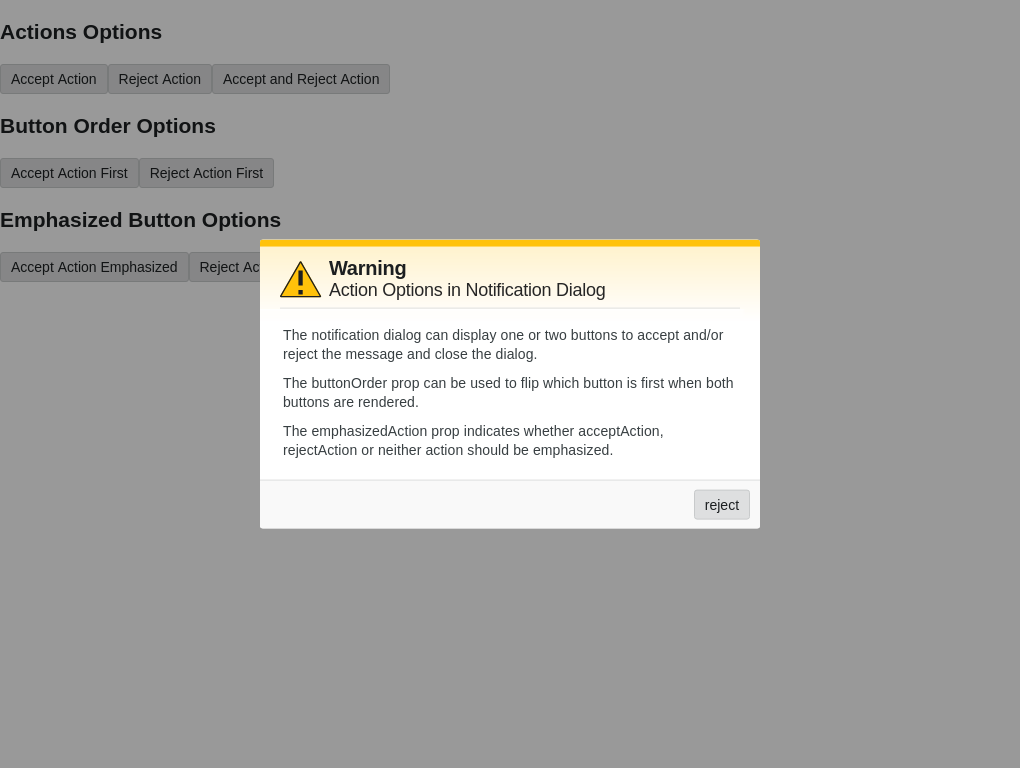 Actions Options
Accept Action Reject Action Accept and Reject Action
Button Order Options
Accept Action First Reject Action First
Emphasized Button Options
Accept Action Emphasized Reject
Warning
Action Options in Notification Dialog
The notification dialog can display one or two buttons to accept and/or
reject the message and close the dialog.
The buttonOrder prop can be used to flip which button is first when both
buttons are rendered.
The emphasizedAction prop indicates whether acceptAction,
rejectAction or neither action should be emphasized.
reject